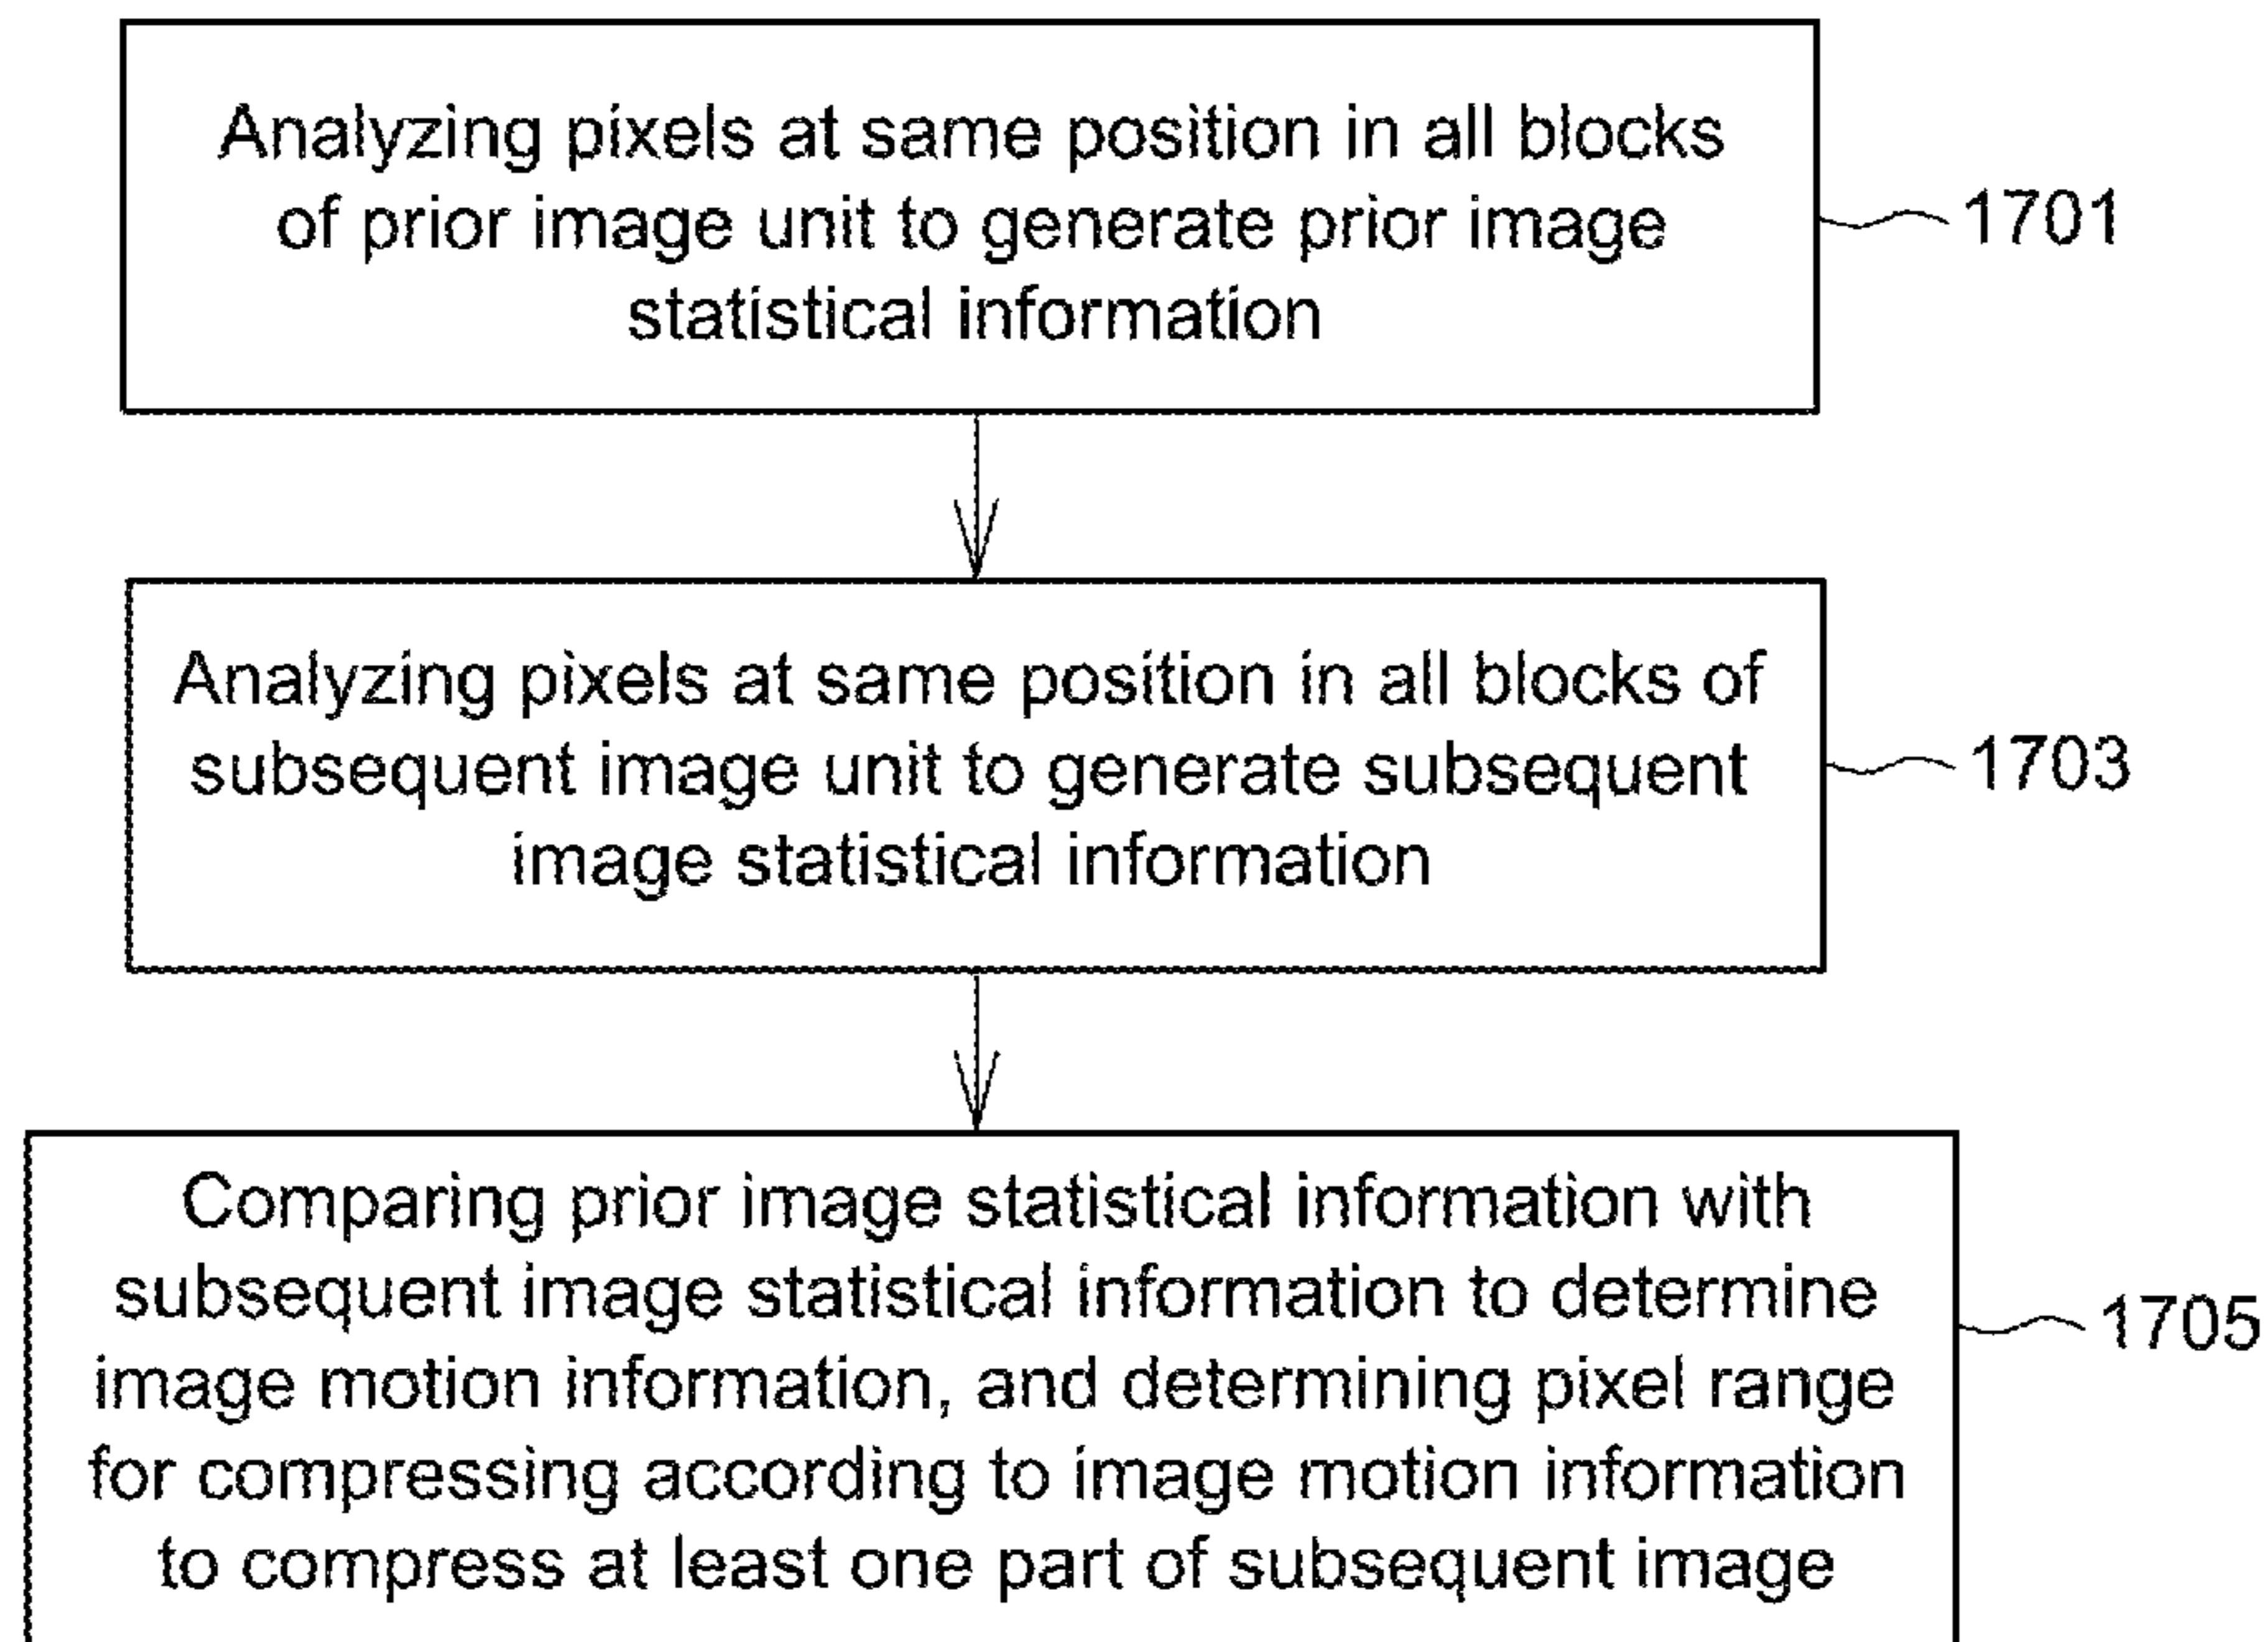 Analyzing pixels at same position in all blocks
of prior image unit to generate prior image
statistical information
1701
Analyzing pixels at same position in all blocks of
subsequent image unit to generate subsequent
image statistical information
1703
Comparing prior image statistical information with
subsequent image statistical information to determine
image motion information, and determining pixel range
for compressing according to image motion information
to compress at least one part of subsequent image
1705